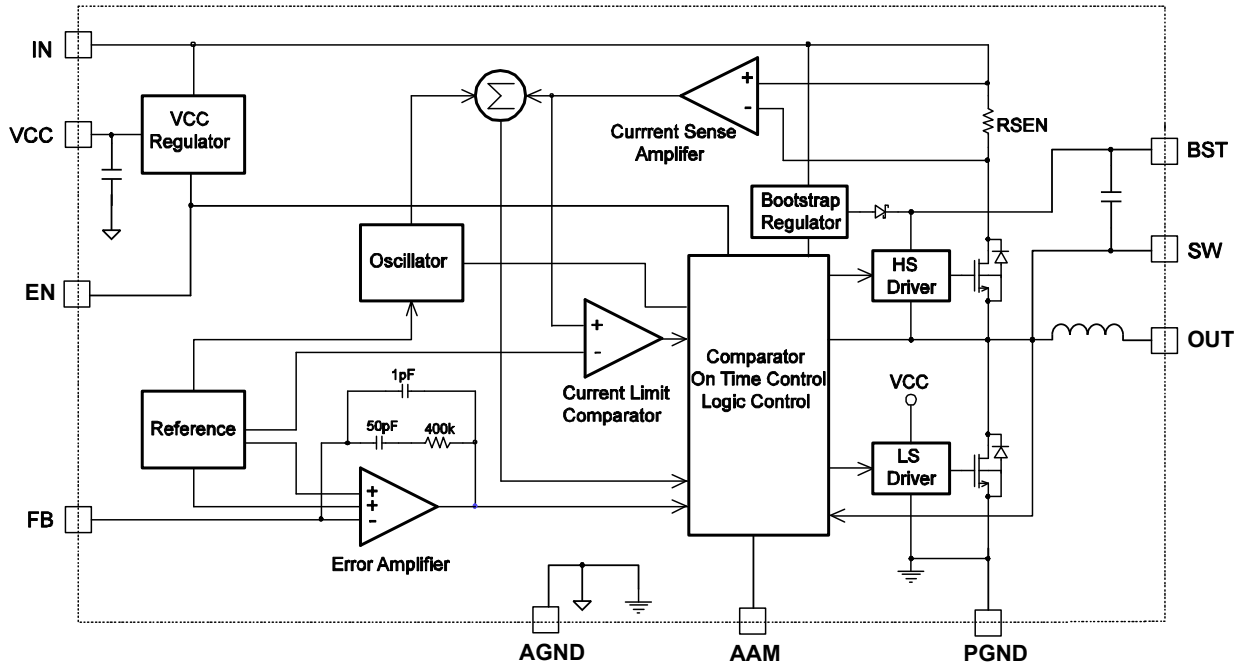 IN
VCC
Regulator
VCC
Σ
+
-
Currrent Sense
Amplifer
RSEN
BST
Bootstrap
Regulator
SW
EN
Oscillator
HS
Driver
+
-
Current Limit
Comparator
Comparator
On Time Control
Logic Control
OUT
1pF
50pF
400k
VCC
Reference
LS
Driver
FB
+
+
-
Error Amplifier
AGND
AAM
PGND